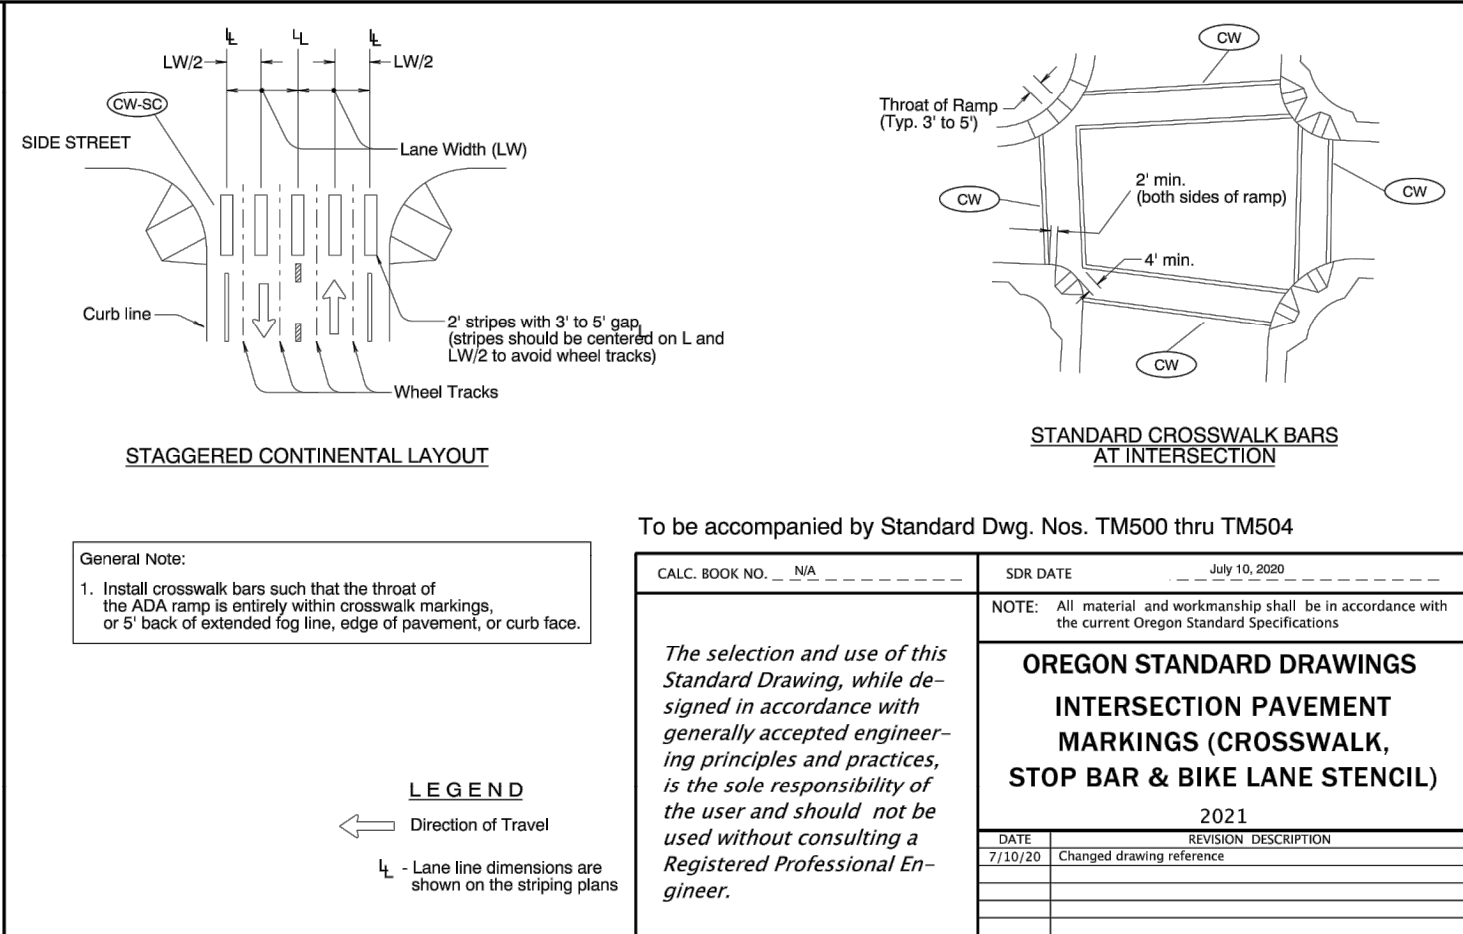 LL
LL
LL
LW/2
LW/2
CW-SC
SIDE STREET
Lane Width (LW)
Curb line
2' stripes with 3' to 5' gap
(stripes should be centered on LL and
LW/2 to avoid wheel tracks)
Wheel Tracks
STAGGERED CONTINENTAL LAYOUT
CW
Throat of Ramp
(Typ. 3' to 5')
2' min.
(both sides of ramp)
CW
CW
4' min.
CW
STANDARD CROSSWALK BARS
AT INTERSECTION
To be accompanied by Standard Dwg. Nos. TM500 thru TM504
General Note:
1. Install crosswalk bars such that the throat of
the ADA ramp is entirely within crosswalk markings,
or 5' back of extended fog line, edge of pavement, or curb face.
LEGEND
Direction of Travel
LL - Lane line dimensions are
shown on the striping plans
CALC. BOOK NO. N/A
SDR DATE July 10, 2020
The selection and use of this
Standard Drawing, while de-
signed in accordance with
generally accepted engineer-
ing principles and practices,
is the sole responsibility of
the user and should not be
used without consulting a
Registered Professional En-
gineer.
NOTE: All material and workmanship shall be in accordance with
the current Oregon Standard Specifications
OREGON STANDARD DRAWINGS
INTERSECTION PAVEMENT
MARKINGS (CROSSWALK,
STOP BAR & BIKE LANE STENCIL)
2021
DATE REVISION DESCRIPTION
7/10/20 Changed drawing reference